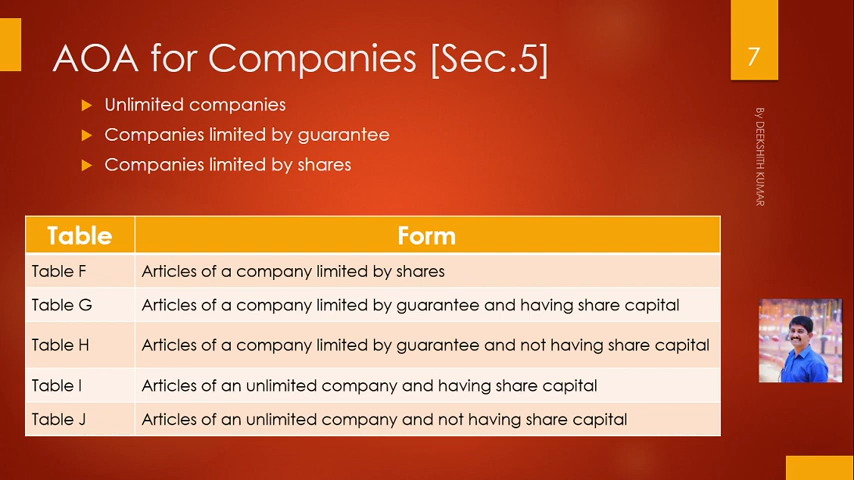 AOA for Companies [Sec.5]
7
Unlimited companies
Companies limited by guarantee
Companies limited by shares
By DEEKSHITH KUMAR
Table Form
Table F Articles of a company limited by shares
Table G Articles of a company limited by guarantee and having share capital
Table H Articles of a company limited by guarantee and not having share capital
Table I Articles of an unlimited company and having share capital
Table J Articles of an unlimited company and not having share capital